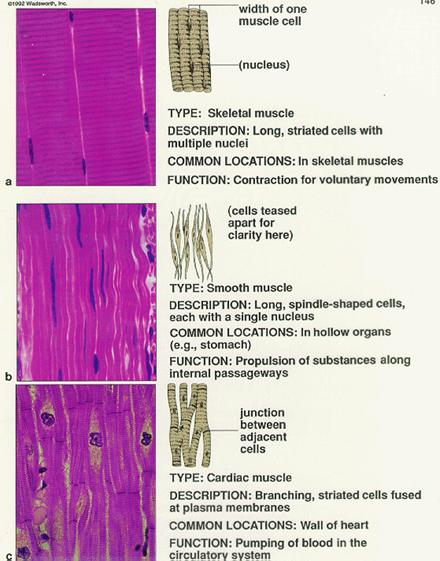 ©1992 Wadsworth, Inc.
146
width of one
muscle cell
(nucleus)
TYPE: Skeletal muscle
DESCRIPTION: Long, striated cells with
multiple nuclei
COMMON LOCATIONS: In skeletal muscles
FUNCTION: Contraction for voluntary movements
a
(cells teased
apart for
clarity here)
TYPE: Smooth muscle
DESCRIPTION: Long, spindle-shaped cells,
each with a single nucleus
COMMON LOCATIONS: In hollow organs
(e.g., stomach)
FUNCTION: Propulsion of substances along
internal passageways
b
junction
between
adjacent
cells
TYPE: Cardiac muscle
DESCRIPTION: Branching, striated cells fused
at plasma membranes
COMMON LOCATIONS: Wall of heart
FUNCTION: Pumping of blood in the
circulatory system
c